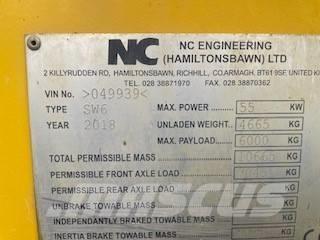 NC NC ENGINEERING
(HAMILTONSBAWN) LTD
2 KILLYRUDDEN RD, HAMILTONSBAWN, RICHHILL, CO.ARMAGH. BT61 9SF. UNITED KI
TEL. 028 38871970 FAX. 028 38870362
VIN No. >049939<
TYPE SW6 MAX. POWER 55 KW
YEAR 2018 UNLADEN WEIGHT 4665 KG
MAX. PAYLOAD 6000 KG
TOTAL PERMISSIBLE MASS 10665 KG
PERMISSIBLE FRONT AXLE LOAD KG
PERMISSIBLE REAR AXLE LOAD KG
UNBRAKE TOWABLE MASS KG
INDEPENDANTLY BRAKED TOWABLE MASS KG
INERTIA BRAKE TOWABLE MASS KG